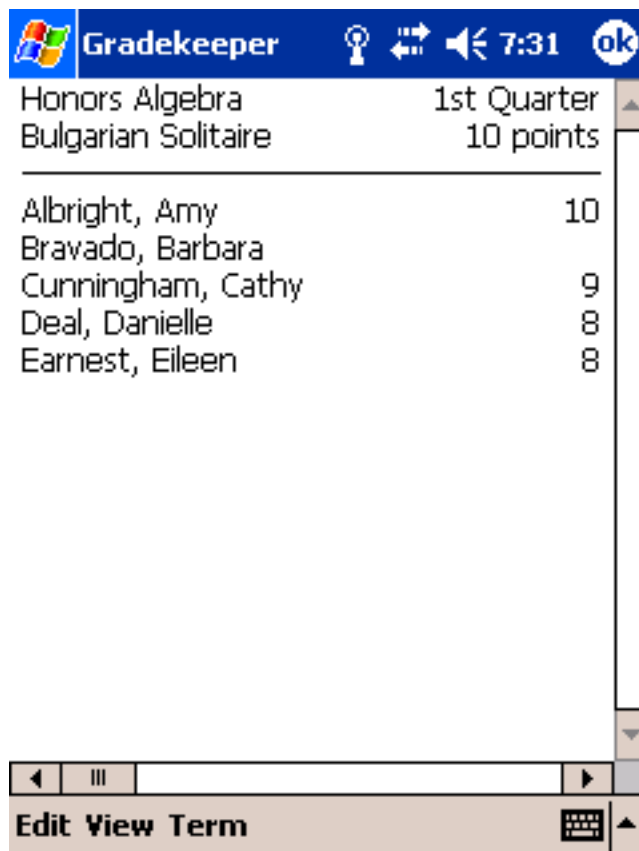 Gradekeeper 7:31 ok
Honors Algebra 1st Quarter
Bulgarian Solitaire 10 points
Albright, Amy 10
Bravado, Barbara
Cunningham, Cathy 9
Deal, Danielle 8
Earnest, Eileen 8
Edit View Term